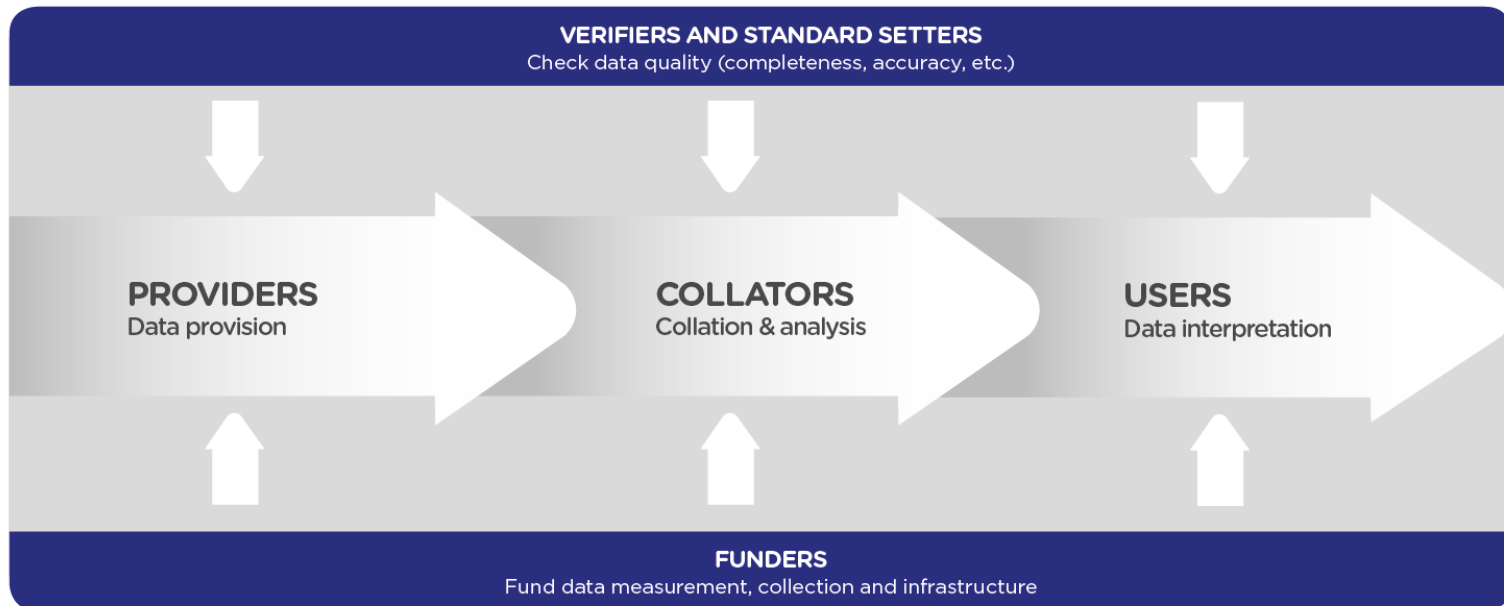 VERIFIERS AND STANDARD SETTERS
Check data quality (completeness, accuracy, etc.)
PROVIDERS
Data provision
COLLATORS
Collation & analysis
USERS
Data interpretation
FUNDERS
Fund data measurement, collection and infrastructure